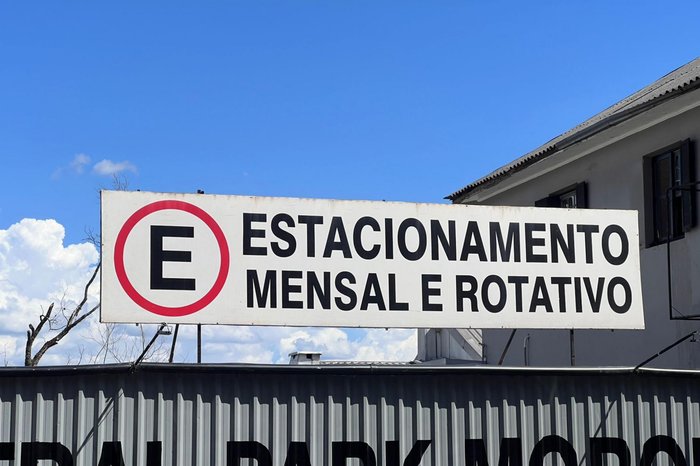 E
ESTACIONAMENTO
MENSAL E ROTATIVO
PARK